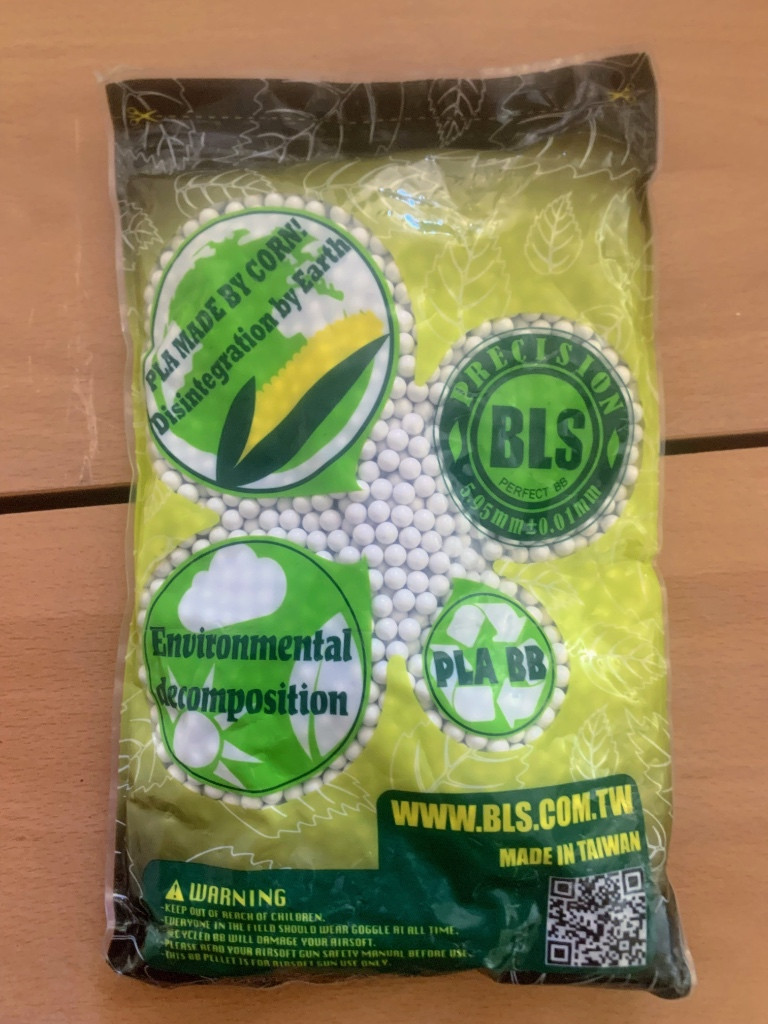 PLA MADE BY CORN!
Disintegration by Earth
PRECISION
BLS
PERFECT BB
5.95mm±0.01mm
Environmental
decomposition
PLA BB
WWW.BLS.COM.TW
MADE IN TAIWAN
WARNING
-KEEP OUT OF REACH OF CHILDREN.
-EVERYONE IN THE FIELD SHOULD WEAR GOGGLE AT ALL TIME.
-RECYCLED BB WILL DAMAGE YOUR AIRSOFT.
-PLEASE READ YOUR AIRSOFT GUN SAFETY MANUAL BEFORE USE.
-THIS BB PELLET IS FOR AIRSOFT GUN USE ONLY.